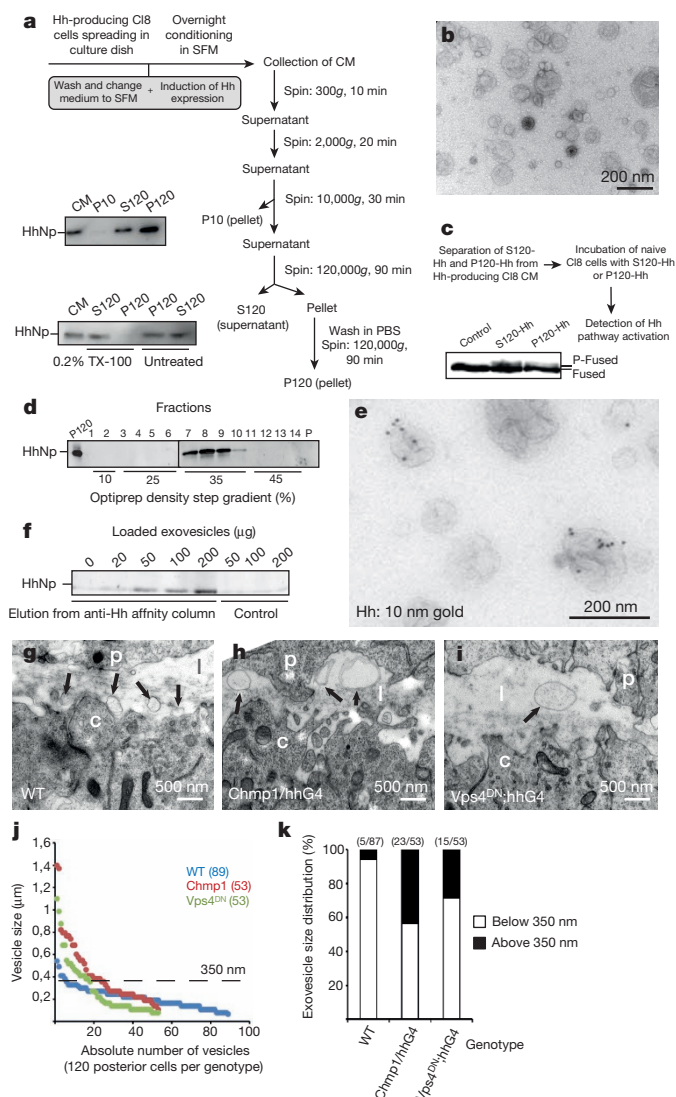 a
Hh-producing Cl8
cells spreading in
culture dish
Overnight
conditioning
in SFM
Collection of CM
Wash and change
medium to SFM
+
Induction of Hh
expression
Spin: 300g, 10 min
Supernatant
Spin: 2,000g, 20 min
Supernatant
Spin: 10,000g, 30 min
P10 (pellet)
Supernatant
Spin: 120,000g, 90 min
S120
(supernatant)
Pellet
Wash in PBS
Spin: 120,000g,
90 min
P120 (pellet)
CM P10 S120 P120
HhNp
CM S120 P120 P120 S120
HhNp
0.2% TX-100 Untreated
b
200 nm
c
Separation of S120-
Hh and P120-Hh from
Hh-producing Cl8 CM
Incubation of naive
Cl8 cells with S120-Hh
or P120-Hh
Detection of Hh
pathway activation
Control S120-Hh P120-Hh
P-Fused
Fused
d
Fractions
P120 1 2 3 4 5 6 7 8 9 10 11 12 13 14 P
HhNp
10 25 35 45
Optiprep density step gradient (%)
e
Hh: 10 nm gold
200 nm
f
Loaded exovesicles (μg)
0 20 50 100 200 50 100 200
HhNp
Elution from anti-Hh affnity column Control
g
p
l
c
WT
500 nm
h
p
l
c
Chmp1/hhG4
500 nm
i
l
p
c
Vps4DN;hhG4
500 nm
j
Vesicle size (μm)
1,6
1,4
1,2
1
0,8
0,6
0,4
0,2
WT (89)
Chmp1 (53)
Vps4DN (53)
350 nm
20 40 60 80 100
Absolute number of vesicles
(120 posterior cells per genotype)
k
Exovesicle size distribution (%)
(5/87) (23/53) (15/53)
100
80
60
40
20
Below 350 nm
Above 350 nm
WT
Chmp1/hhG4
Vps4DN;hhG4
Genotype